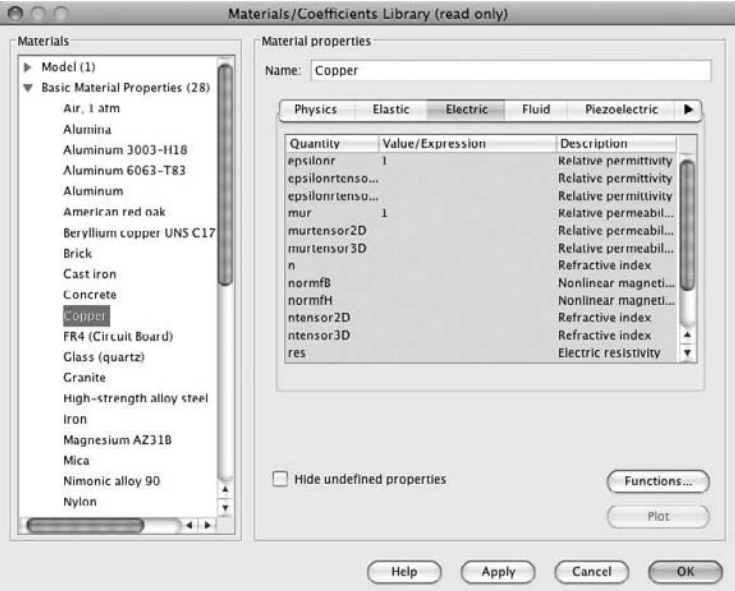 Materials/Coefficients Library (read only)
Materials
Model (1)
Basic Material Properties (28)
Air, 1 atm
Alumina
Aluminum 3003-H18
Aluminum 6063-T83
Aluminum
American red oak
Beryllium copper UNS C17
Brick
Cast iron
Concrete
Copper
FR4 (Circuit Board)
Glass (quartz)
Granite
High-strength alloy steel
Iron
Magnesium AZ31B
Mica
Nimonic alloy 90
Nylon
Material properties
Name: Copper
Physics Elastic Electric Fluid Piezoelectric
Quantity Value/Expression Description
epsilonr 1 Relative permittivity
epsilonrtenso... Relative permittivity
epsilonrtenso... Relative permittivity
mur 1 Relative permeabil...
murtensor2D Relative permeabil...
murtensor3D Relative permeabil...
n Refractive index
normfB Nonlinear magneti...
normfH Nonlinear magneti...
ntensor2D Refractive index
ntensor3D Refractive index
res Electric resistivity
Hide undefined properties
Functions...
Plot
Help Apply Cancel OK